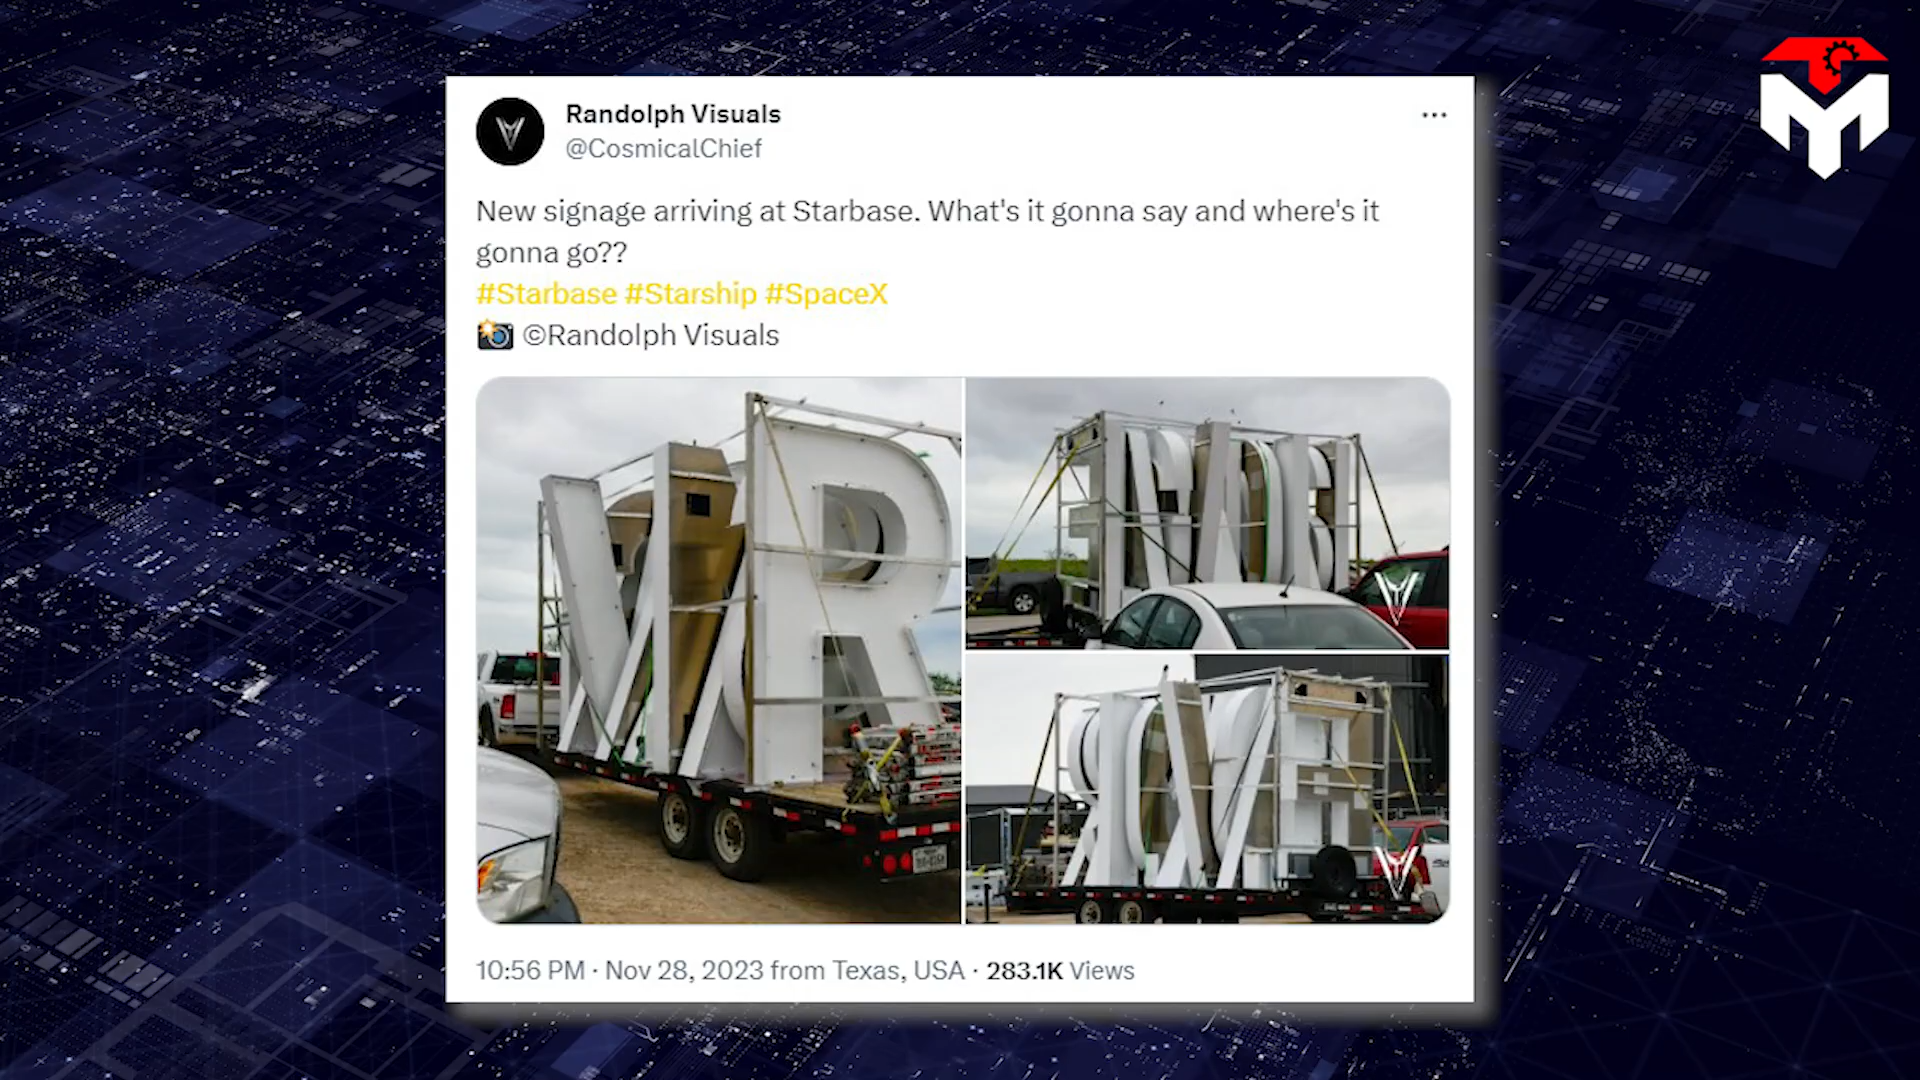 Randolph Visuals
@CosmicalChief
New signage arriving at Starbase. What's it gonna say and where's it
gonna go??
#Starbase #Starship #SpaceX
©Randolph Visuals
R
10:56 PM · Nov 28, 2023 from Texas, USA · 283.1K Views